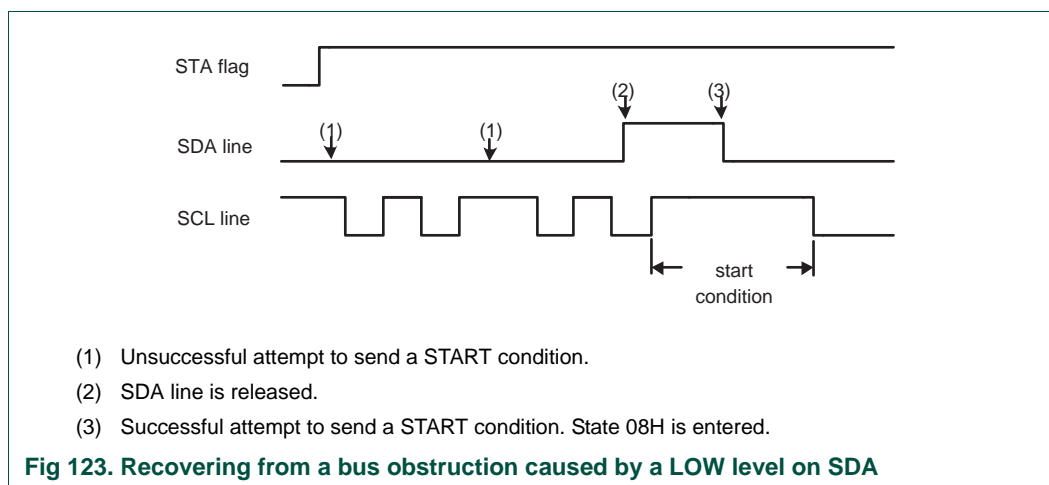 STA flag
(2) (3)
(1) (1)
SDA line
SCL line
start
condition
(1) Unsuccessful attempt to send a START condition.
(2) SDA line is released.
(3) Successful attempt to send a START condition. State 08H is entered.
Fig 123. Recovering from a bus obstruction caused by a LOW level on SDA